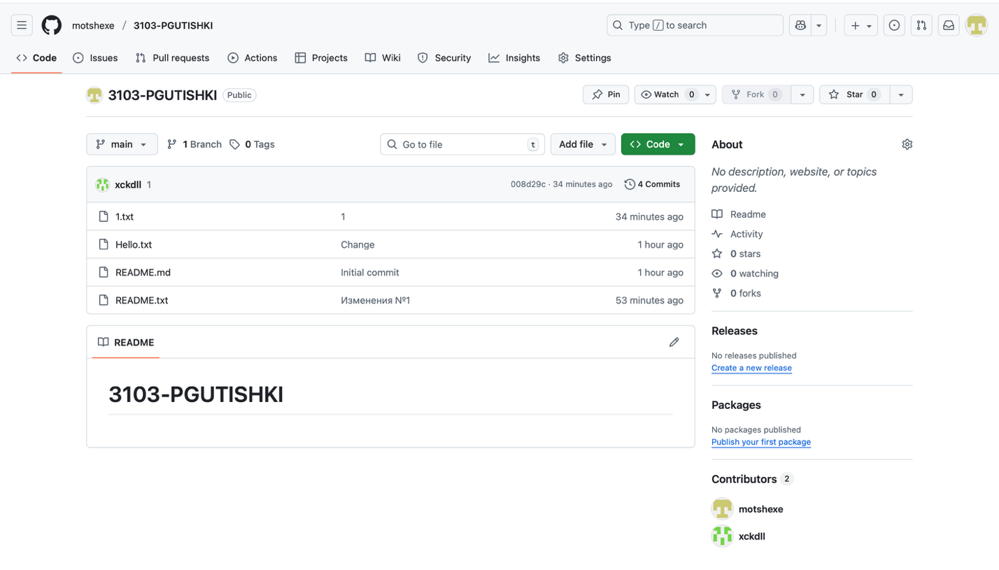 motshexe / 3103-PGUTISHKI Type / to search
Code Issues Pull requests Actions Projects Wiki Security Insights Settings
3103-PGUTISHKI Public Pin Watch 0 Fork 0 Star 0
main 1 Branch 0 Tags Go to file t Add file Code
xckdll 1 008d29c · 34 minutes ago 4 Commits
1.txt 1 34 minutes ago
Hello.txt Change 1 hour ago
README.md Initial commit 1 hour ago
README.txt Изменения №1 53 minutes ago
README
3103-PGUTISHKI
About
No description, website, or topics
provided.
Readme
Activity
0 stars
0 watching
0 forks
Releases
No releases published
Create a new release
Packages
No packages published
Publish your first package
Contributors 2
motshexe
xckdll